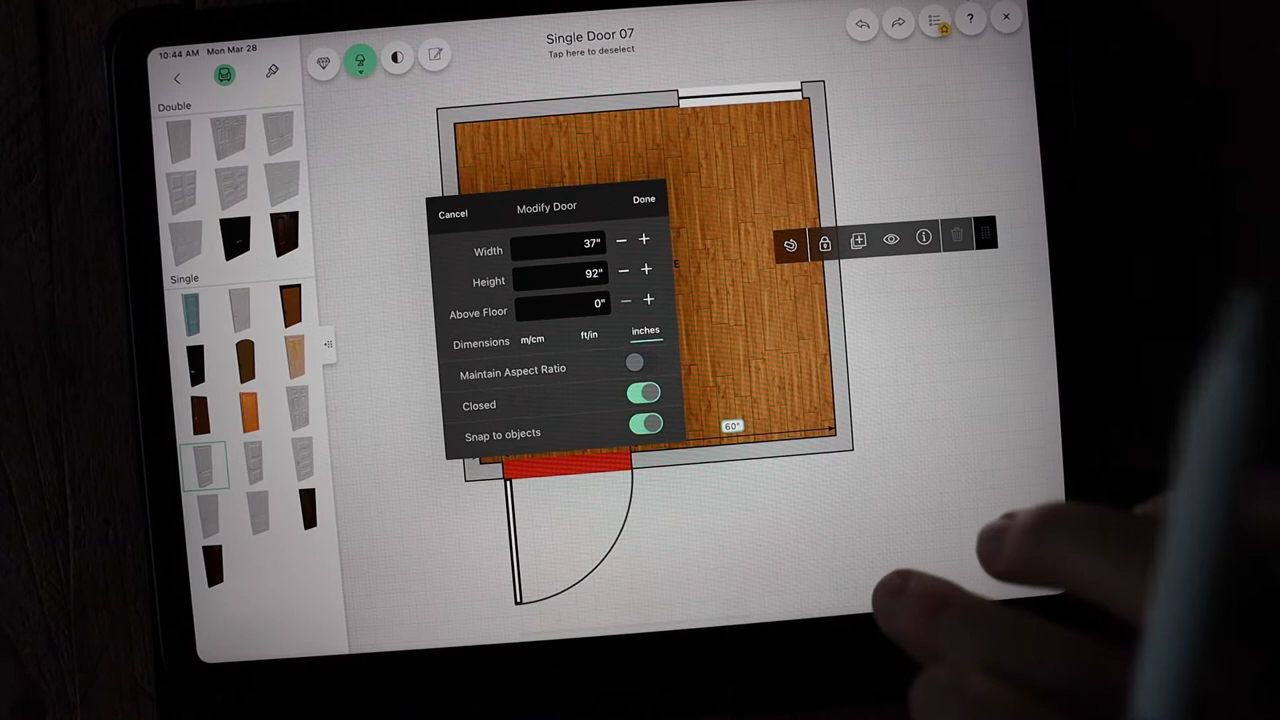 10:44 AM Mon Mar 28
Single Door 07
Tap here to deselect
?
Double
Single
Cancel Modify Door Done
Width 37" − +
Height 92" − +
Above Floor 0" − +
Dimensions m/cm ft/in inches
Maintain Aspect Ratio
Closed
Snap to objects
60"